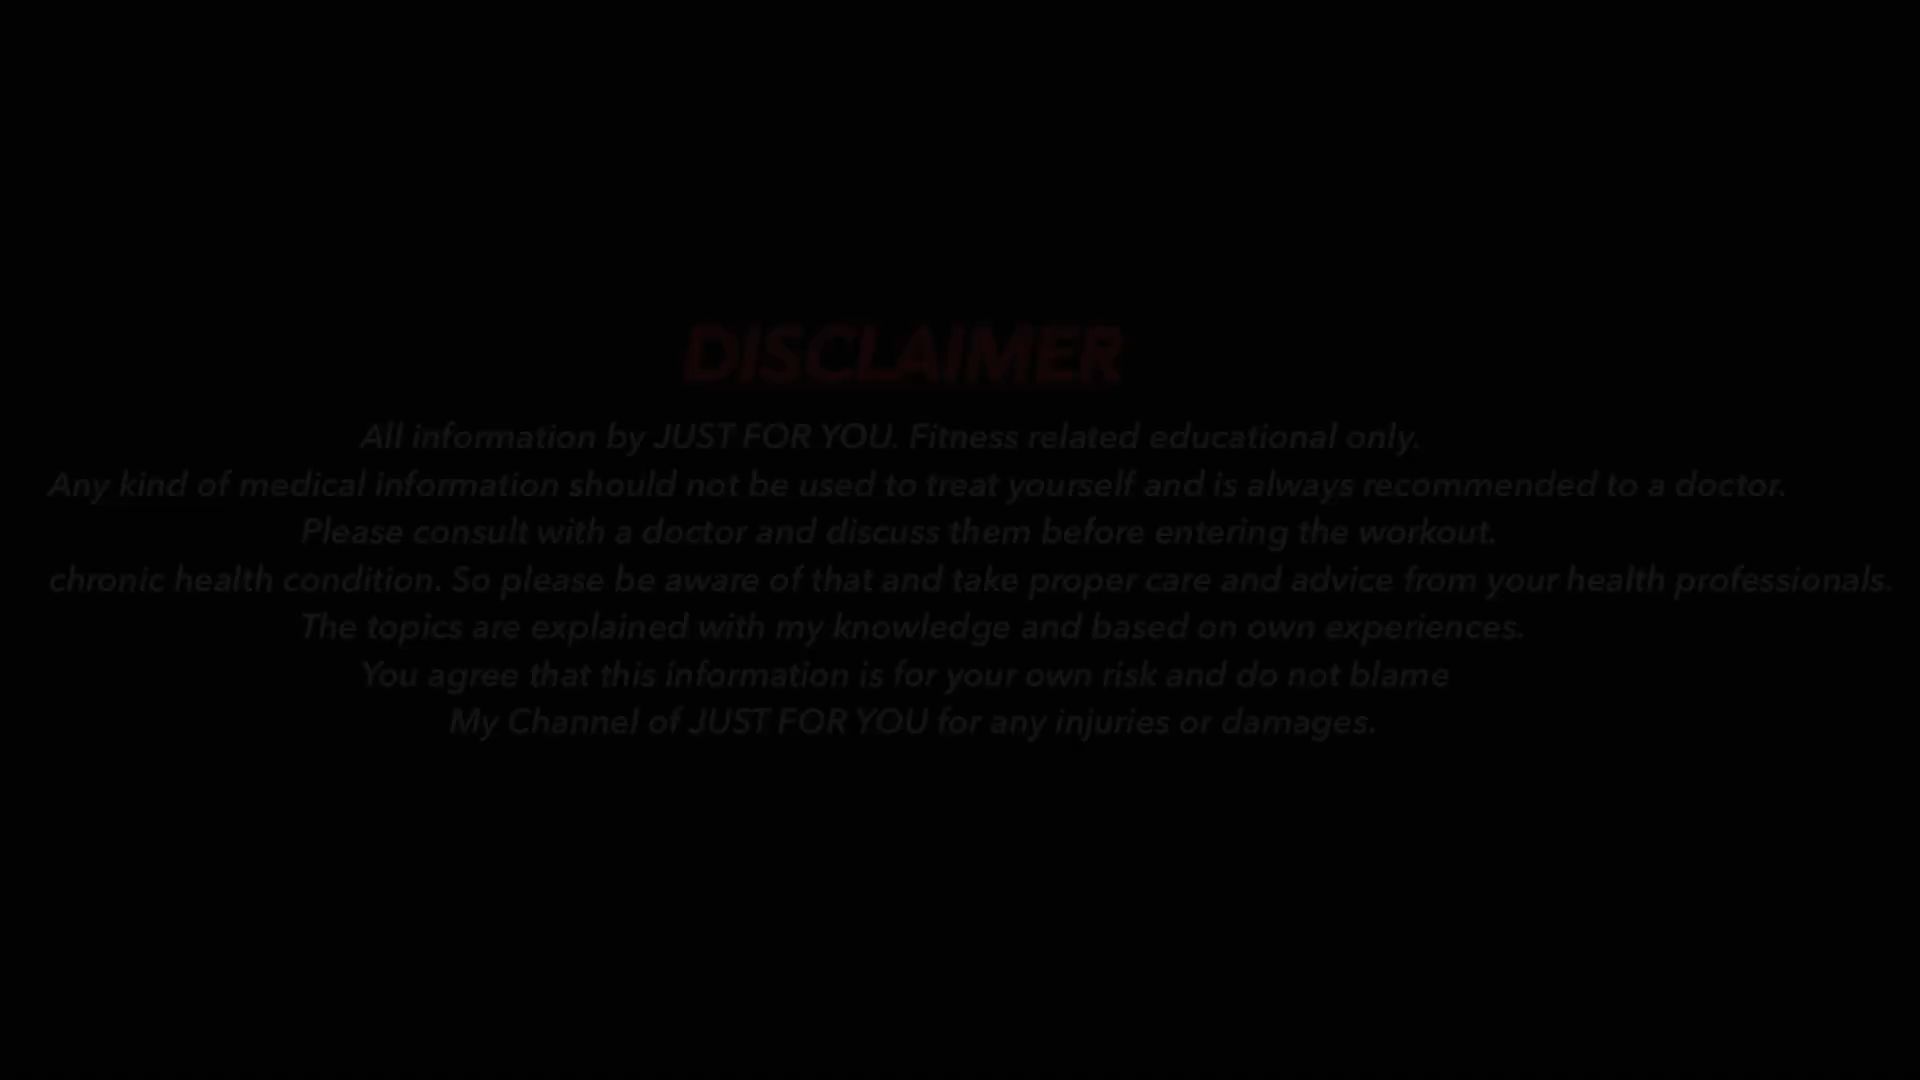 DISCLAIMER
All information by JUST FOR YOU. Fitness related educational only.
Any kind of medical information should not be used to treat yourself and is always recommended to a doctor.
Please consult with a doctor and discuss them before entering the workout.
chronic health condition. So please be aware of that and take proper care and advice from your health professionals.
The topics are explained with my knowledge and based on own experiences.
You agree that this information is for your own risk and do not blame
My Channel of JUST FOR YOU for any injuries or damages.